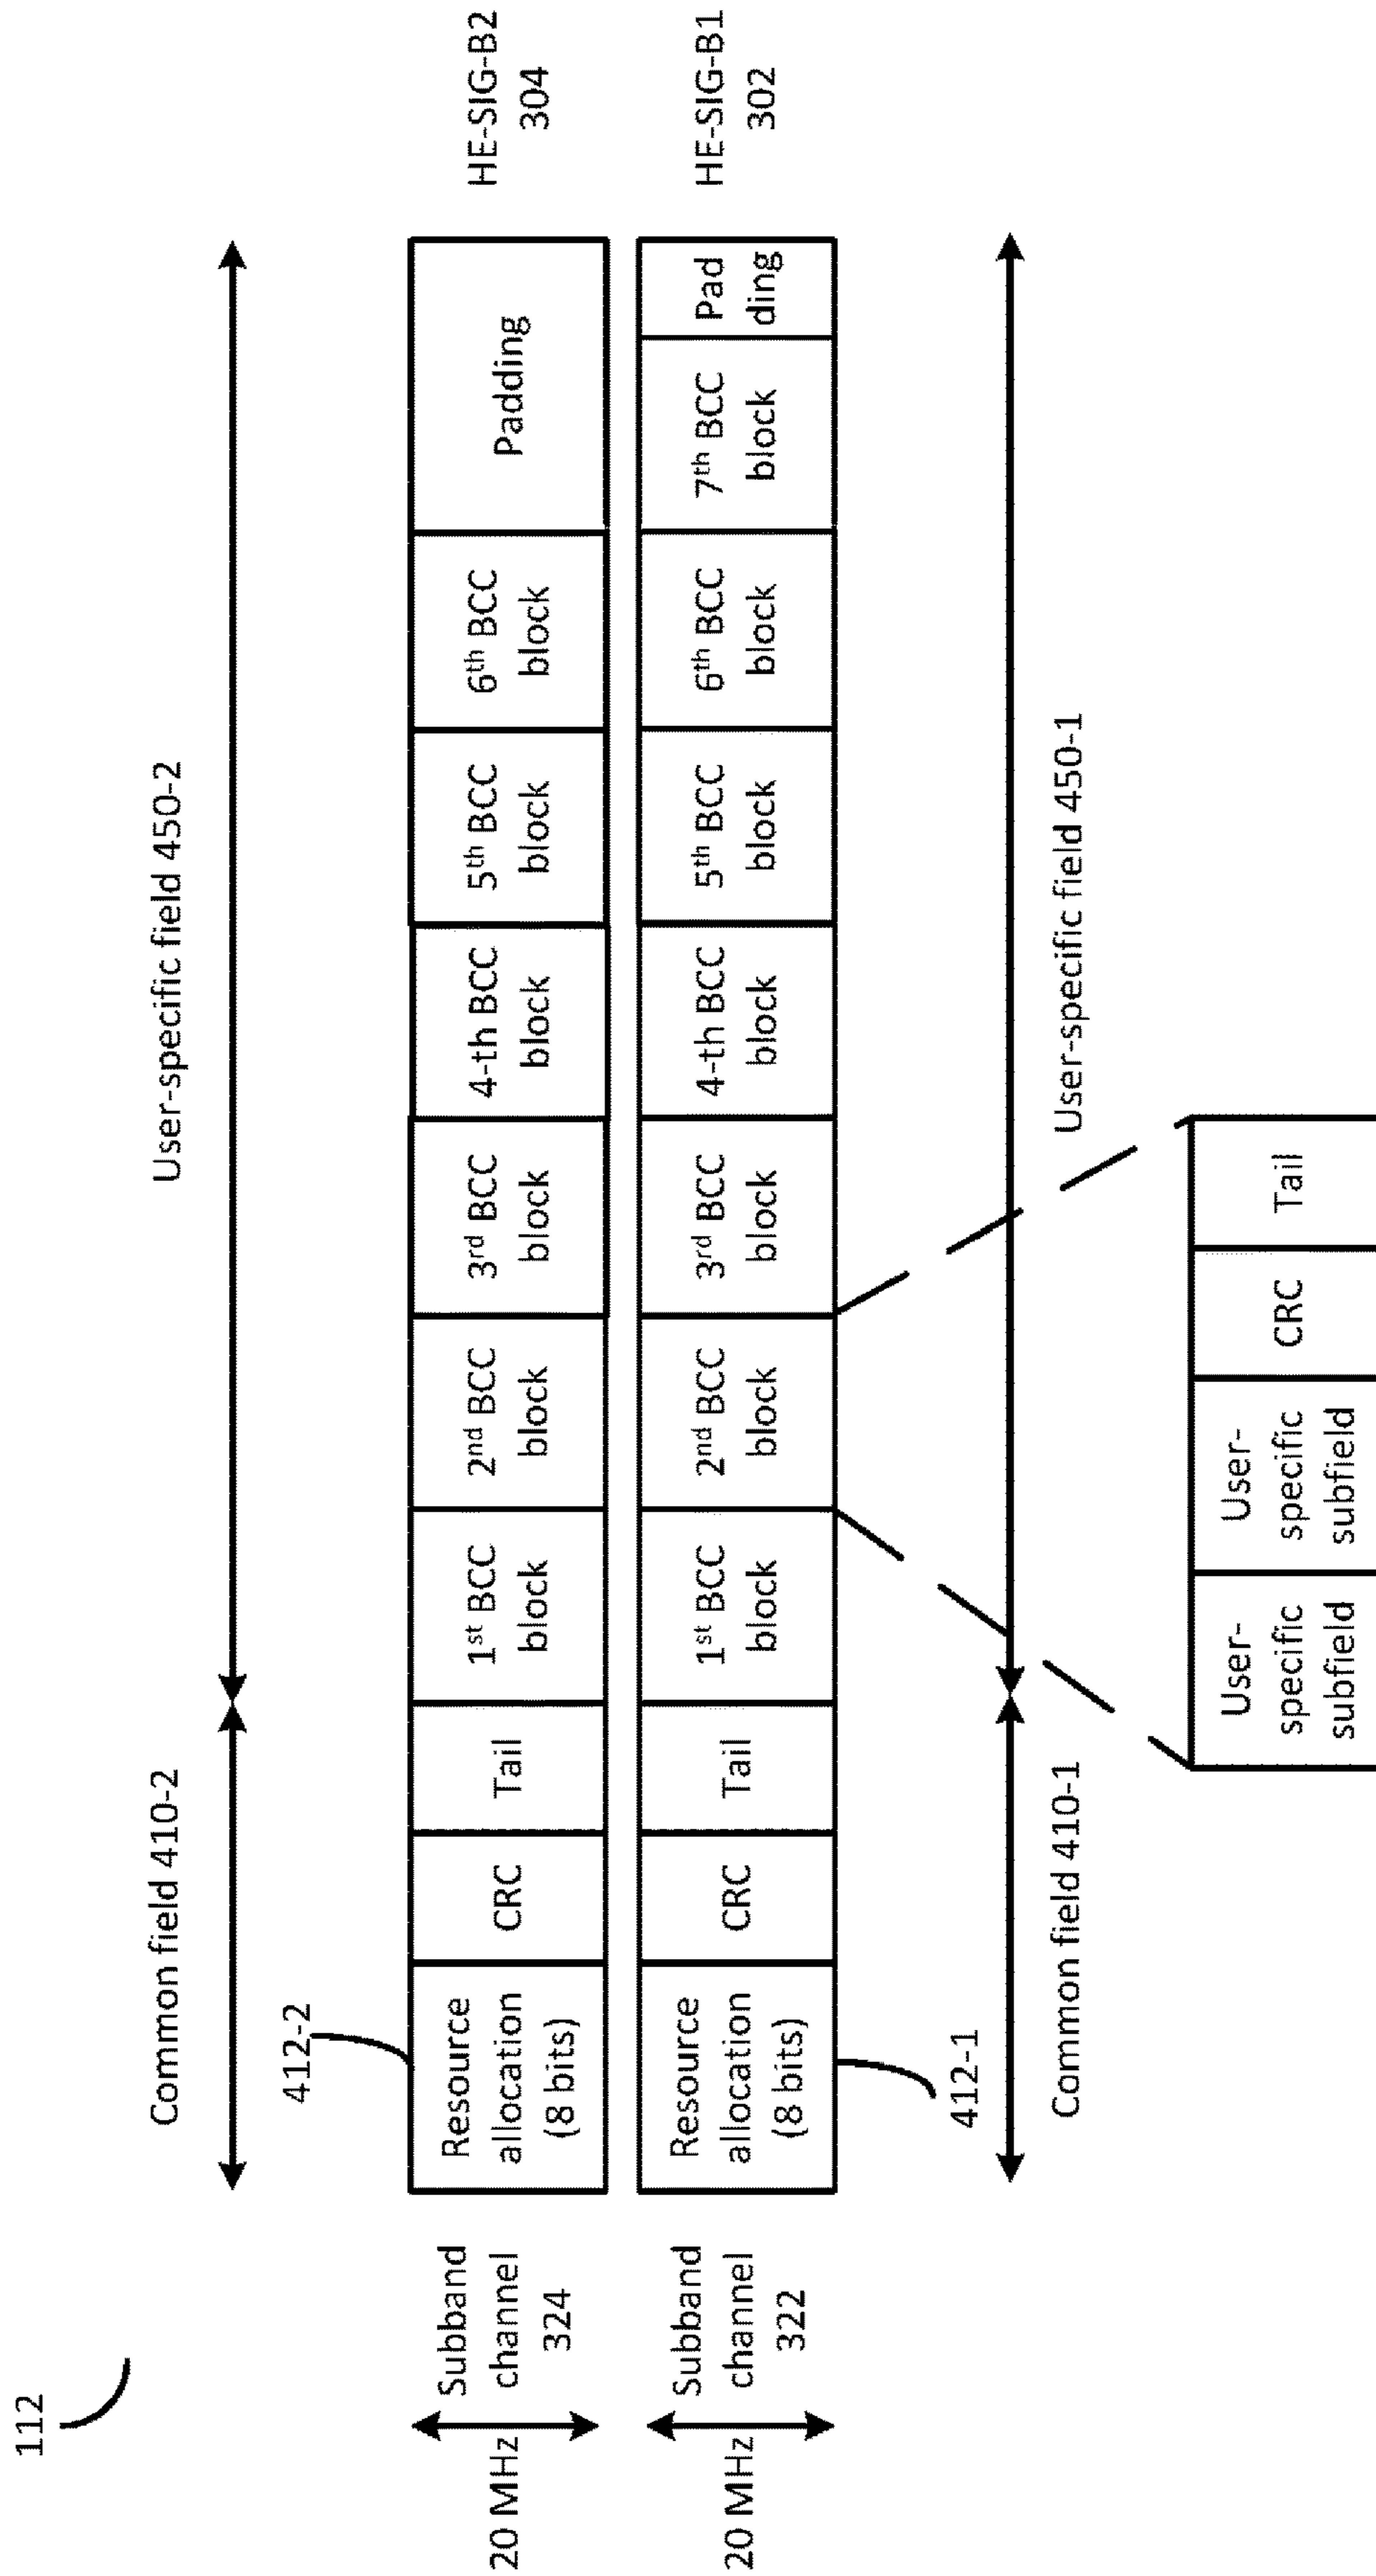 112
Common field 410-2
User-specific field 450-2
412-2
20 MHz
Subband
channel
324
Resource
allocation
(8 bits)
CRC
Tail
1st BCC
block
2nd BCC
block
3rd BCC
block
4-th BCC
block
5th BCC
block
6th BCC
block
Padding
HE-SIG-B2
304
20 MHz
Subband
channel
322
Resource
allocation
(8 bits)
CRC
Tail
1st BCC
block
2nd BCC
block
3rd BCC
block
4-th BCC
block
5th BCC
block
6th BCC
block
7th BCC
block
Pad
ding
HE-SIG-B1
302
412-1
Common field 410-1
User-specific field 450-1
User-
specific
subfield
User-
specific
subfield
CRC
Tail